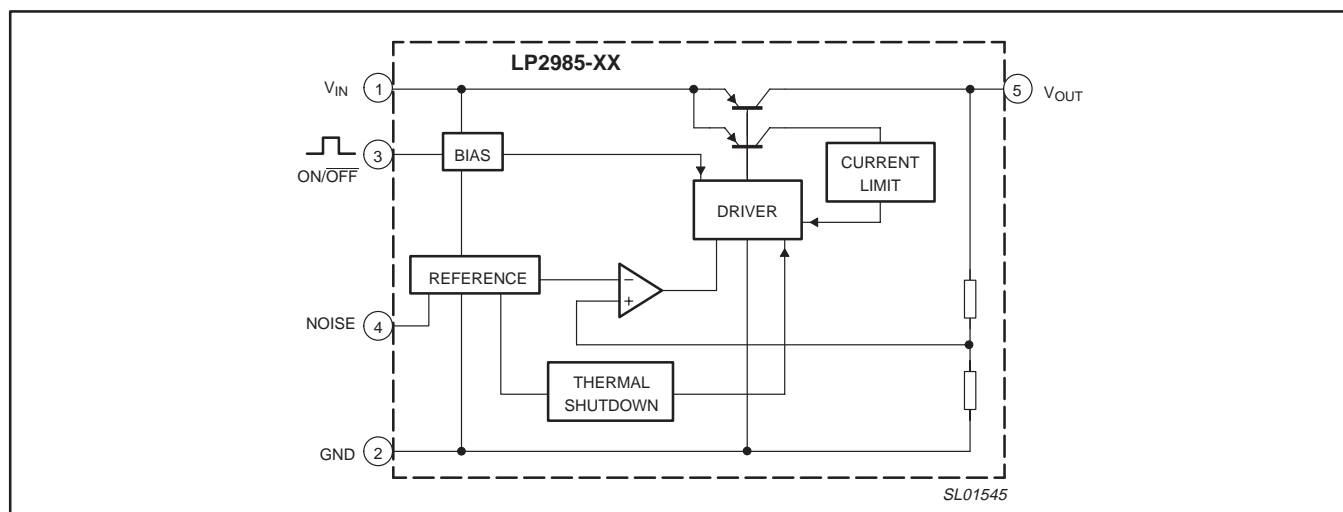 LP2985-XX
VIN 1
5 VOUT
3 BIAS
ON/OFF
CURRENT
LIMIT
DRIVER
REFERENCE
−
+
NOISE 4
THERMAL
SHUTDOWN
GND 2
SL01545